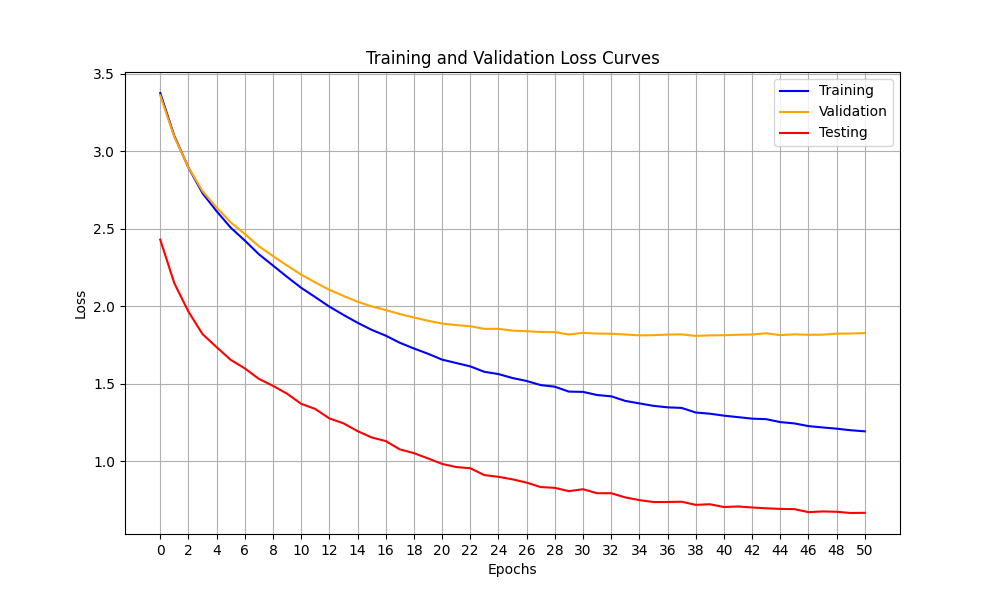 Training and Validation Loss Curves
3.5
3.0
2.5
2.0
1.5
1.0
Loss
Training
Validation
Testing
0 2 4 6 8 10 12 14 16 18 20 22 24 26 28 30 32 34 36 38 40 42 44 46 48 50
Epochs